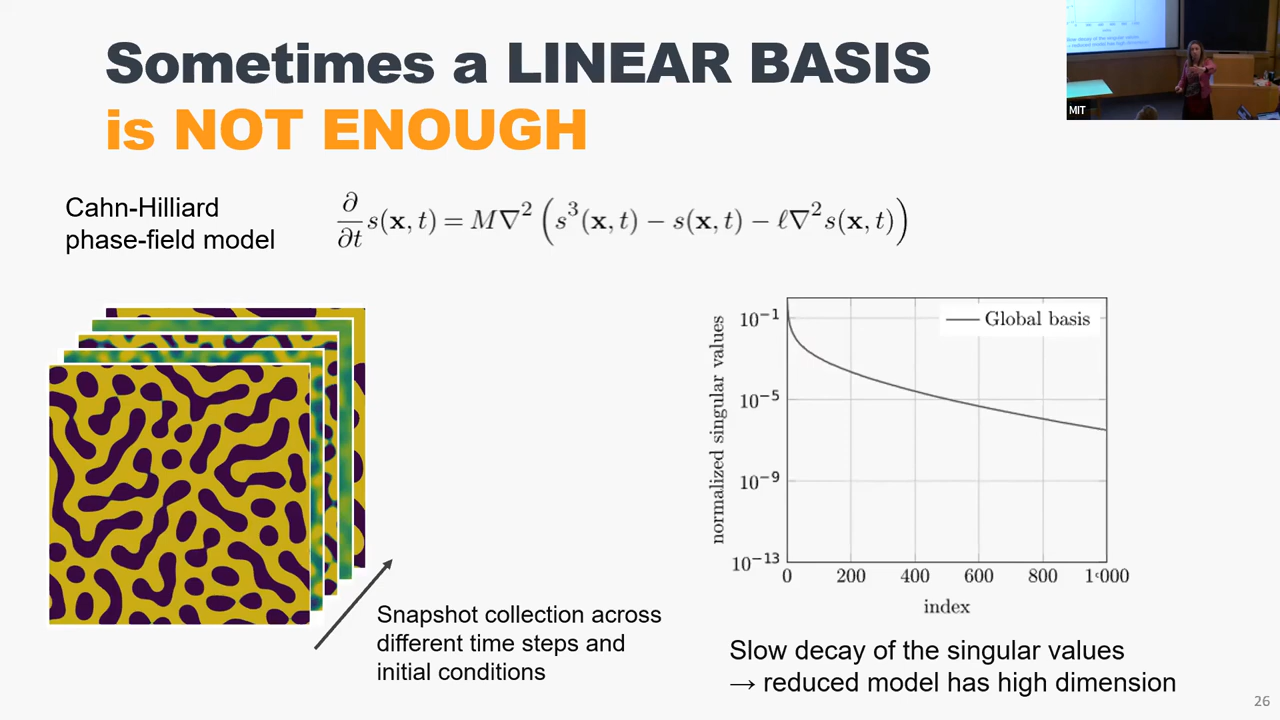 Sometimes a LINEAR BASIS
is NOT ENOUGH
MIT
Cahn-Hilliard
phase-field model
∂/∂t s(x, t) = M∇² (s³(x, t) − s(x, t) − ℓ∇²s(x, t))
Snapshot collection across
different time steps and
initial conditions
Global basis
normalized singular values
10⁻¹
10⁻⁵
10⁻⁹
10⁻¹³
0 200 400 600 800 1000
index
Slow decay of the singular values
→ reduced model has high dimension
26